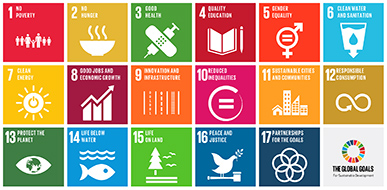 1 NO POVERTY
2 NO HUNGER
3 GOOD HEALTH
4 QUALITY EDUCATION
5 GENDER EQUALITY
6 CLEAN WATER AND SANITATION
7 CLEAN ENERGY
8 GOOD JOBS AND ECONOMIC GROWTH
9 INNOVATION AND INFRASTRUCTURE
10 REDUCED INEQUALITIES
11 SUSTAINABLE CITIES AND COMMUNITIES
12 RESPONSIBLE CONSUMPTION
13 PROTECT THE PLANET
14 LIFE BELOW WATER
15 LIFE ON LAND
16 PEACE AND JUSTICE
17 PARTNERSHIPS FOR THE GOALS
THE GLOBAL GOALS
For Sustainable Development